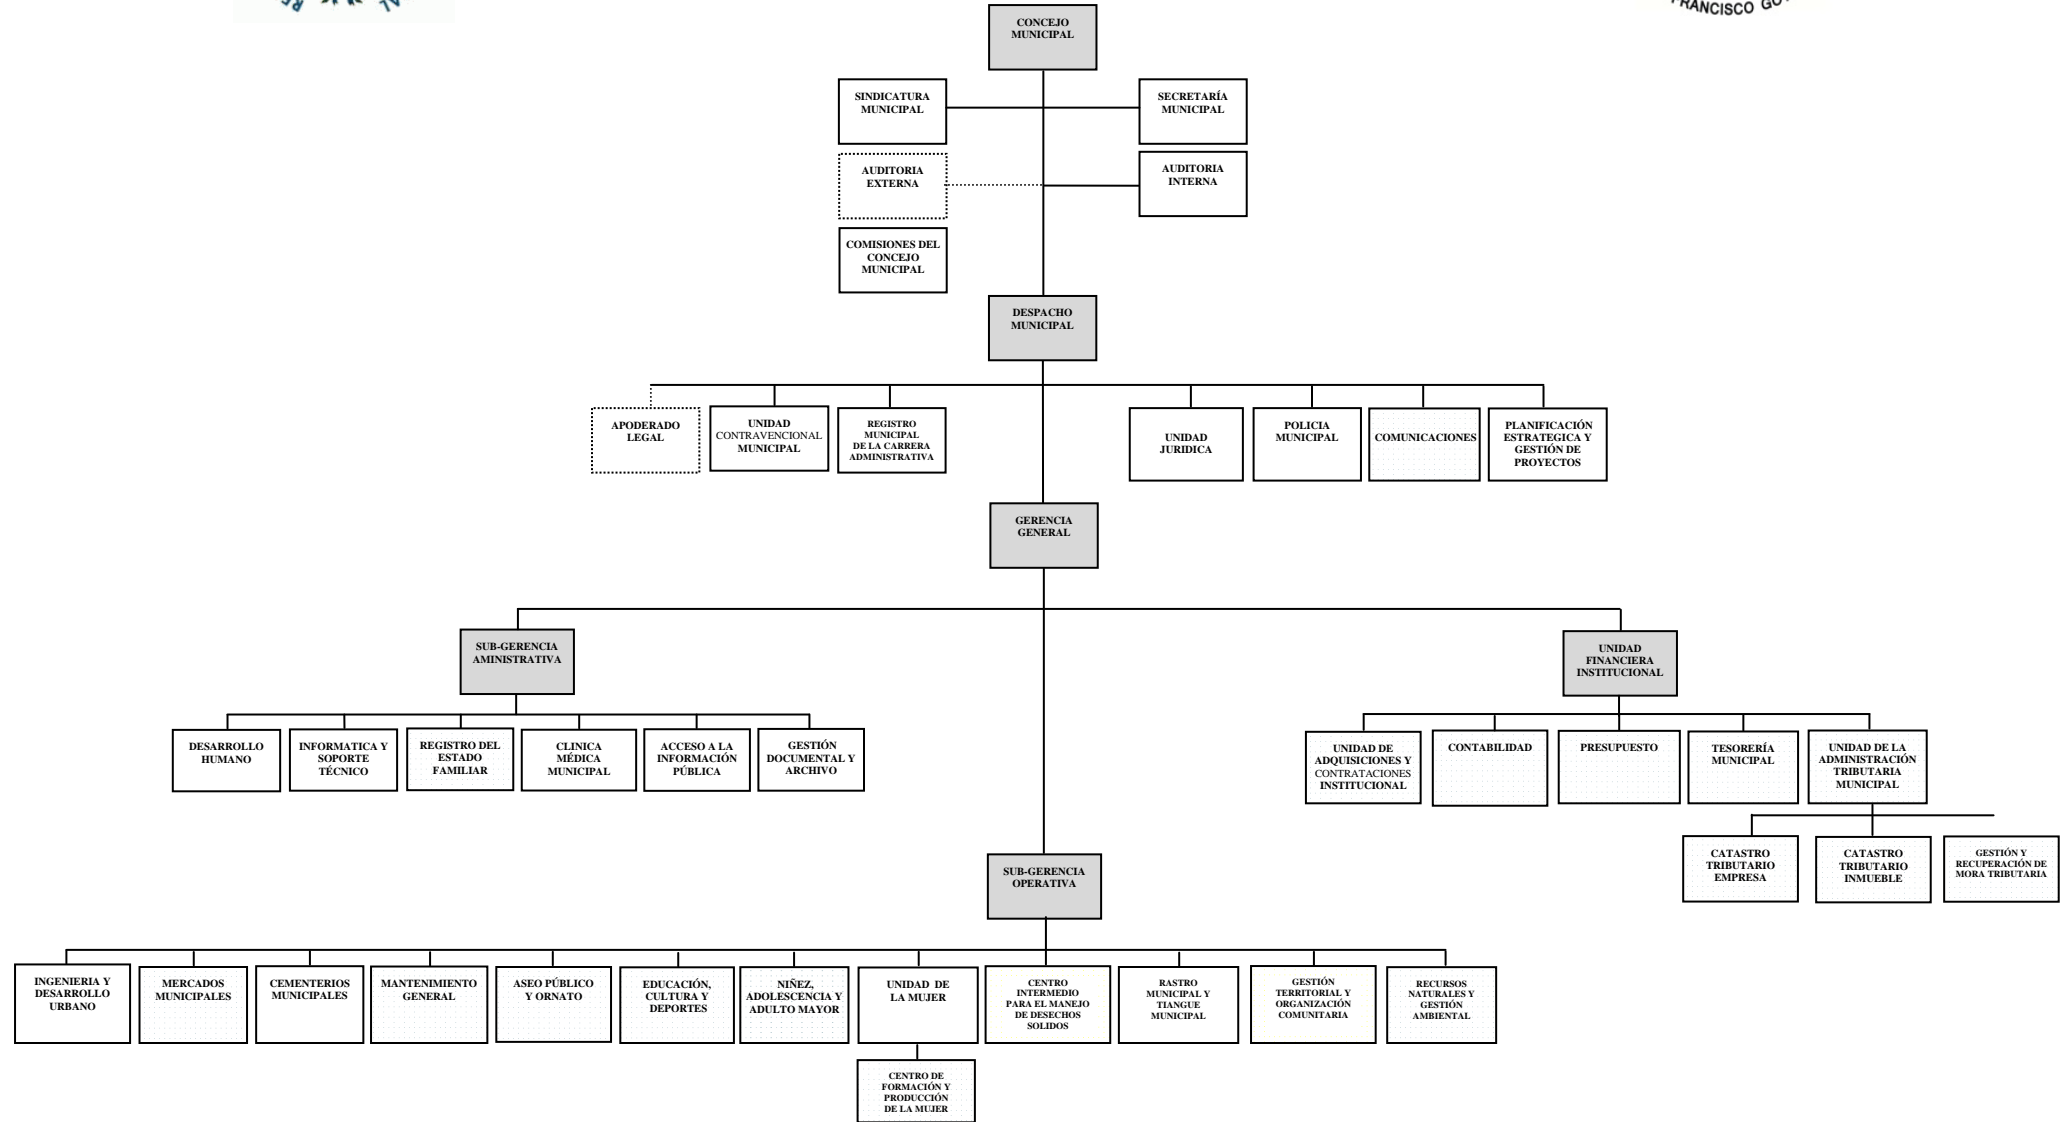 FRANCISCO
CONCEJO
MUNICIPAL
SINDICATURA
MUNICIPAL
SECRETARÍA
MUNICIPAL
AUDITORIA
EXTERNA
AUDITORIA
INTERNA
COMISIONES DEL
CONCEJO
MUNICIPAL
DESPACHO
MUNICIPAL
APODERADO
LEGAL
UNIDAD
CONTRAVENCIONAL
MUNICIPAL
REGISTRO
MUNICIPAL
DE LA CARRERA
ADMINISTRATIVA
UNIDAD
JURIDICA
POLICIA
MUNICIPAL
COMUNICACIONES
PLANIFICACIÓN
ESTRATEGICA Y
GESTIÓN DE
PROYECTOS
GERENCIA
GENERAL
SUB-GERENCIA
AMINISTRATIVA
UNIDAD
FINANCIERA
INSTITUCIONAL
DESARROLLO
HUMANO
INFORMATICA Y
SOPORTE
TÉCNICO
REGISTRO DEL
ESTADO
FAMILIAR
CLINICA
MÉDICA
MUNICIPAL
ACCESO A LA
INFORMACIÓN
PÚBLICA
GESTIÓN
DOCUMENTAL Y
ARCHIVO
UNIDAD DE
ADQUISICIONES Y
CONTRATACIONES
INSTITUCIONAL
CONTABILIDAD
PRESUPUESTO
TESORERÍA
MUNICIPAL
UNIDAD DE LA
ADMINISTRACIÓN
TRIBUTARIA
MUNICIPAL
CATASTRO
TRIBUTARIO
EMPRESA
CATASTRO
TRIBUTARIO
INMUEBLE
GESTIÓN Y
RECUPERACIÓN DE
MORA TRIBUTARIA
SUB-GERENCIA
OPERATIVA
INGENIERIA Y
DESARROLLO
URBANO
MERCADOS
MUNICIPALES
CEMENTERIOS
MUNICIPALES
MANTENIMIENTO
GENERAL
ASEO PÚBLICO
Y ORNATO
EDUCACIÓN,
CULTURA Y
DEPORTES
NIÑEZ,
ADOLESCENCIA Y
ADULTO MAYOR
UNIDAD DE
LA MUJER
CENTRO
INTERMEDIO
PARA EL MANEJO
DE DESECHOS
SOLIDOS
RASTRO
MUNICIPAL Y
TIANGUE
MUNICIPAL
GESTIÓN
TERRITORIAL Y
ORGANIZACIÓN
COMUNITARIA
RECURSOS
NATURALES Y
GESTIÓN
AMBIENTAL
CENTRO DE
FORMACIÓN Y
PRODUCCIÓN
DE LA MUJER